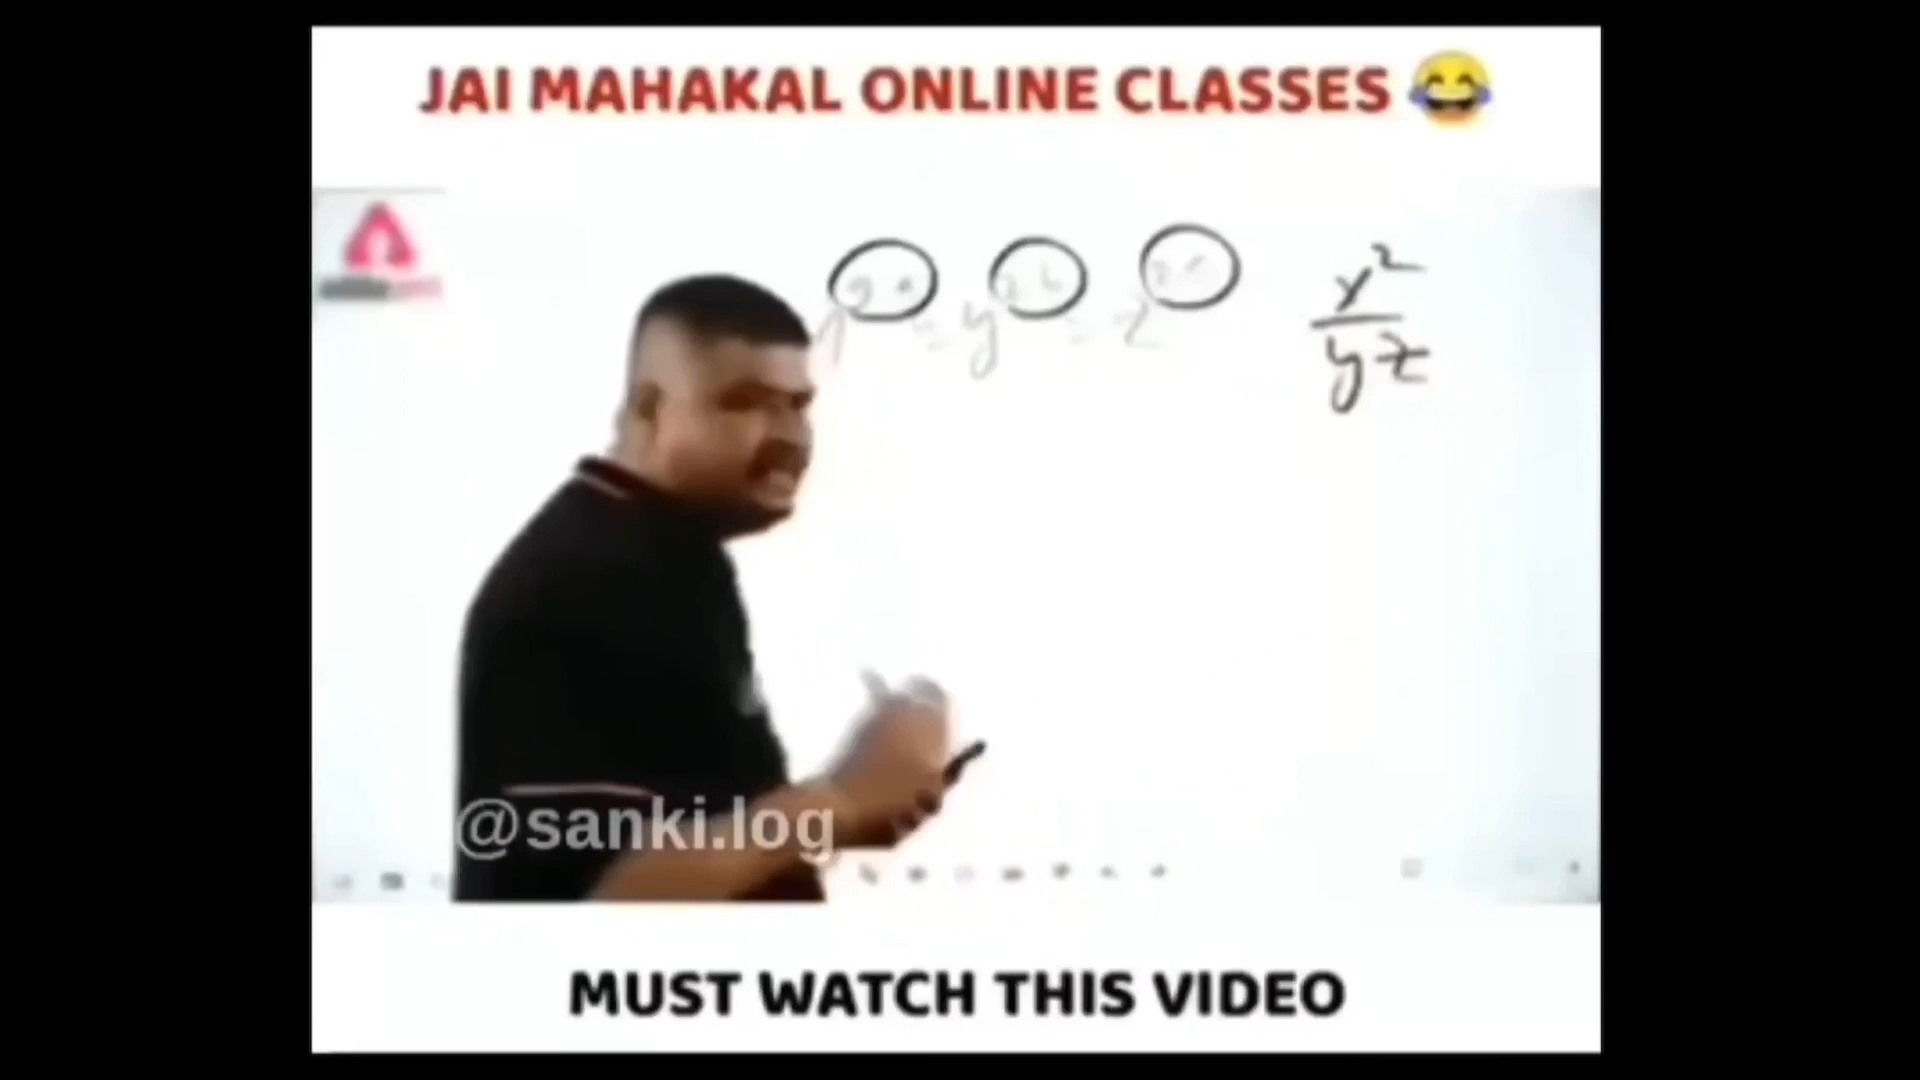 JAI MAHAKAL ONLINE CLASSES 😂
= y = z
x²
yz
@sanki.log
MUST WATCH THIS VIDEO